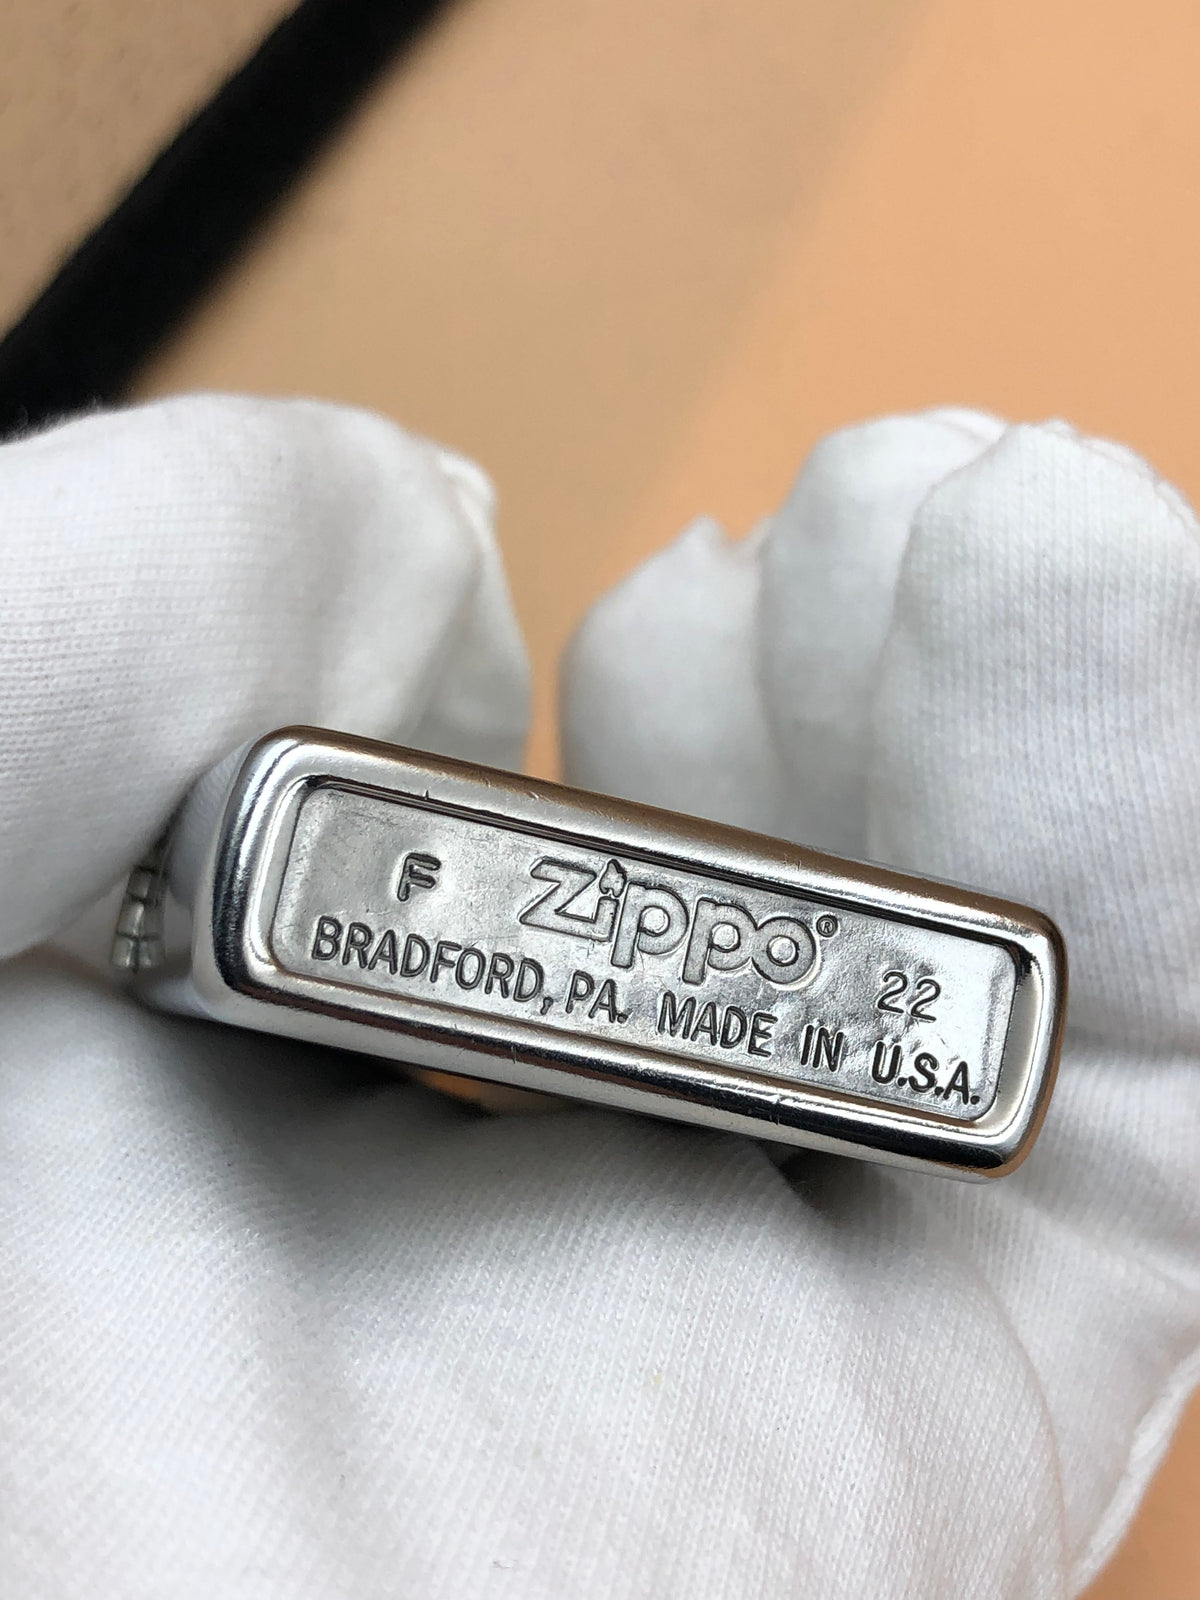 F Zippo® 22
BRADFORD, PA. MADE IN U.S.A.